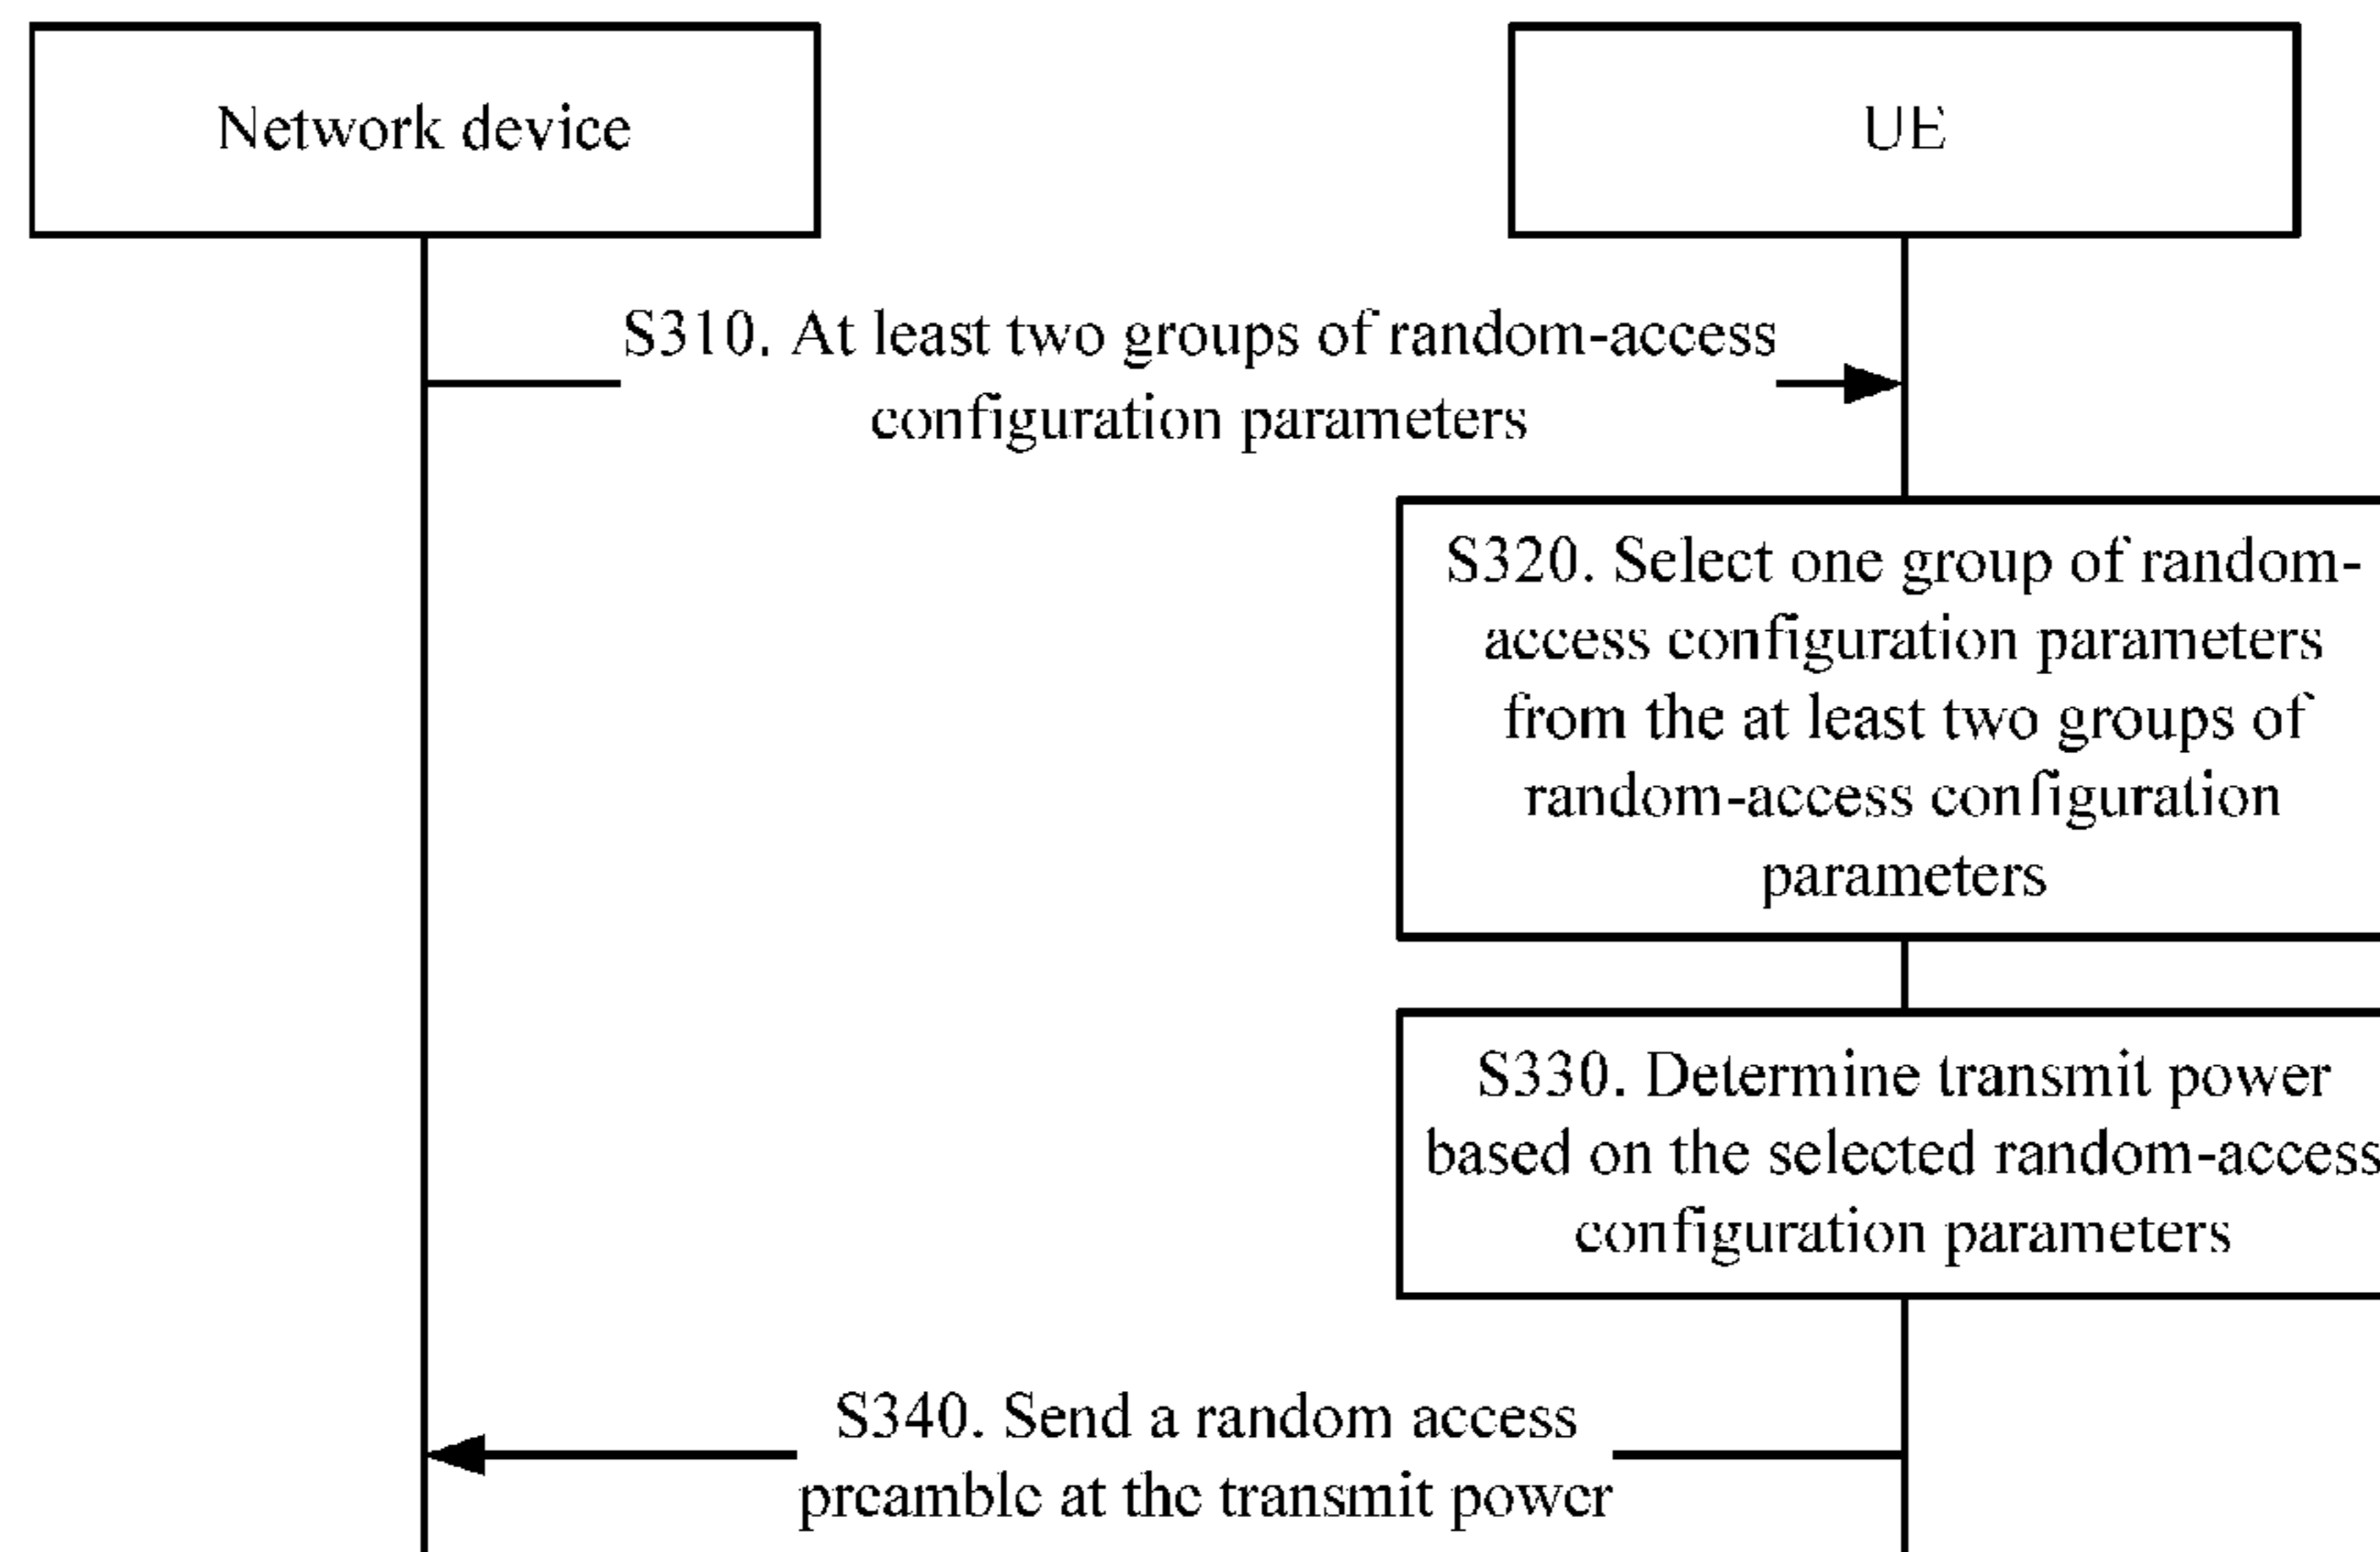 Network device
UE
S310. At least two groups of random-access
configuration parameters
S320. Select one group of random-
access configuration parameters
from the at least two groups of
random-access configuration
parameters
S330. Determine transmit power
based on the selected random-access
configuration parameters
S340. Send a random access
preamble at the transmit power